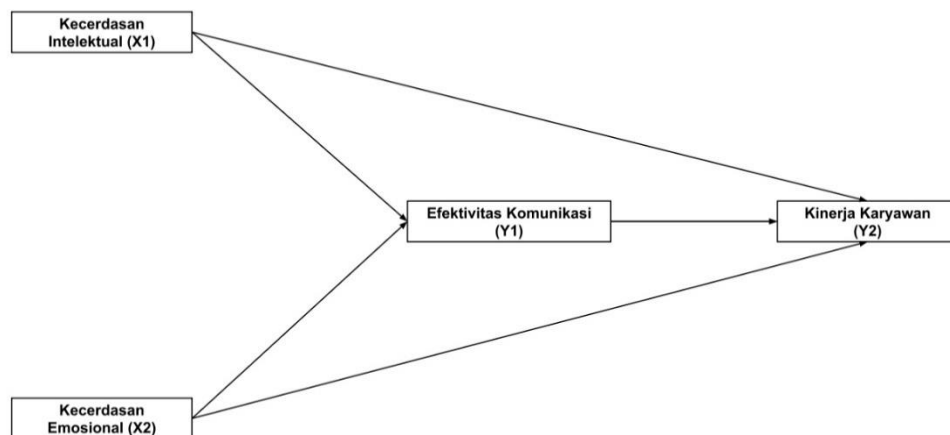 Kecerdasan
Intelektual (X1)
Efektivitas Komunikasi
(Y1)
Kinerja Karyawan
(Y2)
Kecerdasan
Emosional (X2)